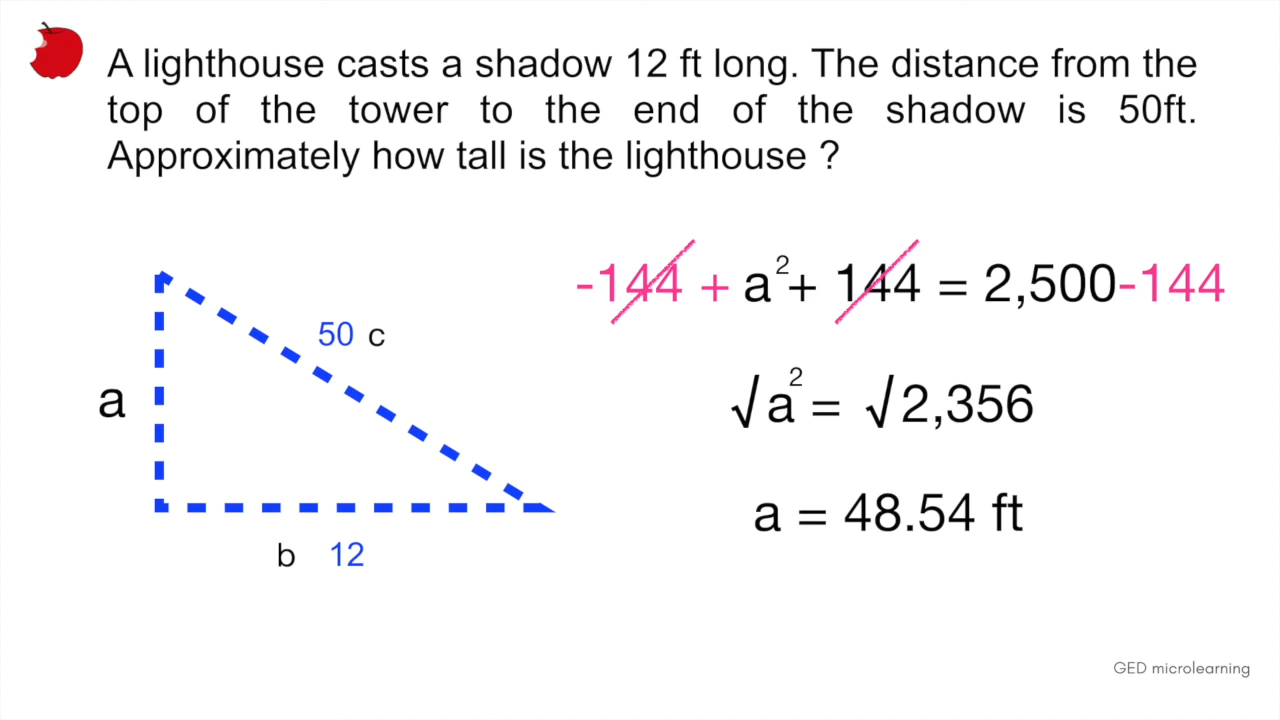 A lighthouse casts a shadow 12 ft long. The distance from the
top of the tower to the end of the shadow is 50ft.
Approximately how tall is the lighthouse ?
-144 + a² + 144 = 2,500-144
50 c
√a² = √2,356
a
a = 48.54 ft
b 12
GED microlearning